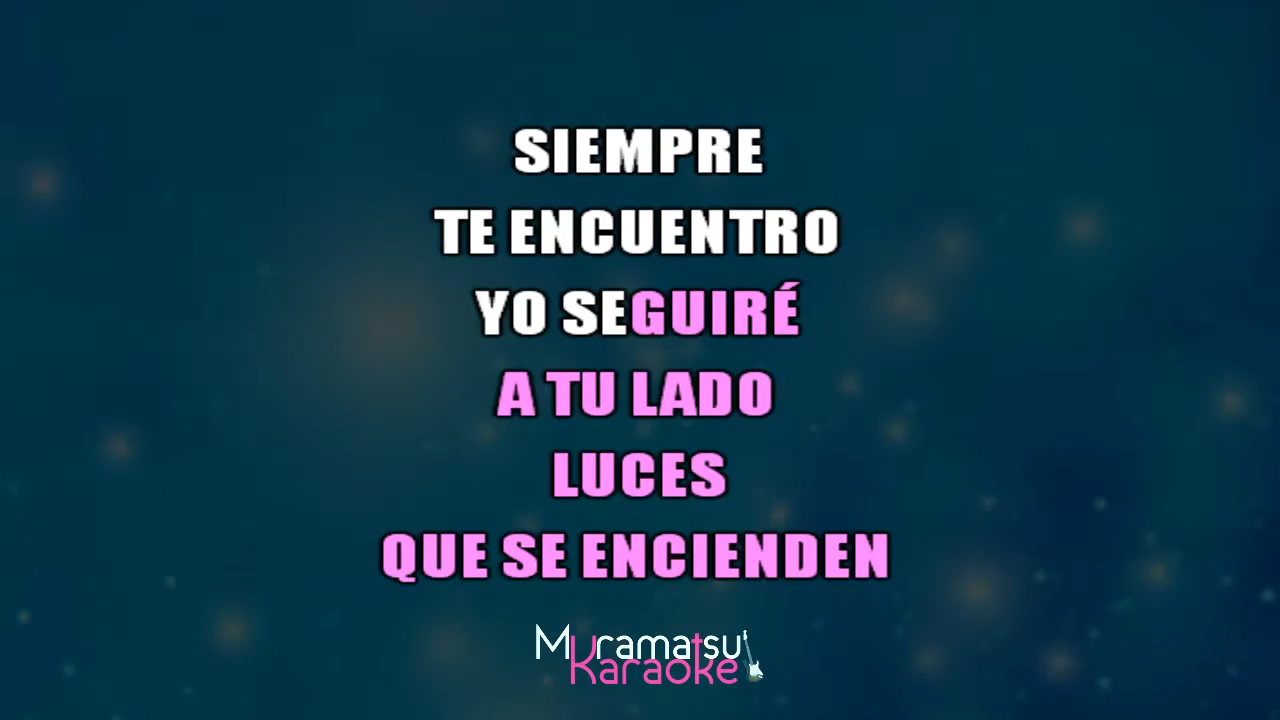 SIEMPRE
TE ENCUENTRO
YO SEGUIRÉ
A TU LADO
LUCES
QUE SE ENCIENDEN
Muramatsu
Karaoke